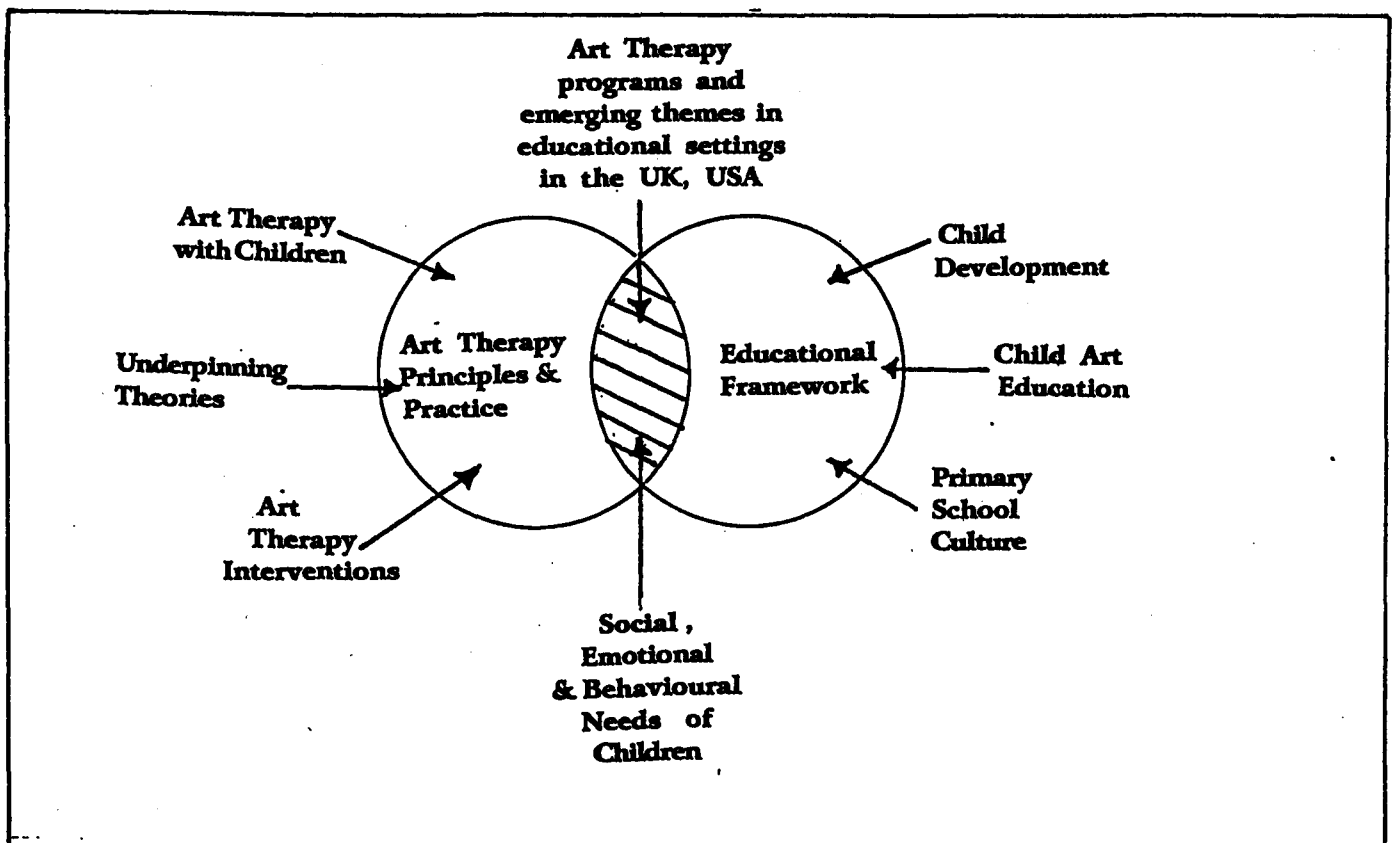 Art Therapy
programs and
emerging themes in
educational settings
in the UK, USA
Art Therapy
with Children
Child
Development
Underpinning
Theories
Art Therapy
Principles &
Practice
Educational
Framework
Child Art
Education
Art
Therapy
Interventions
Primary
School
Culture
Social,
Emotional
& Behavioural
Needs of
Children